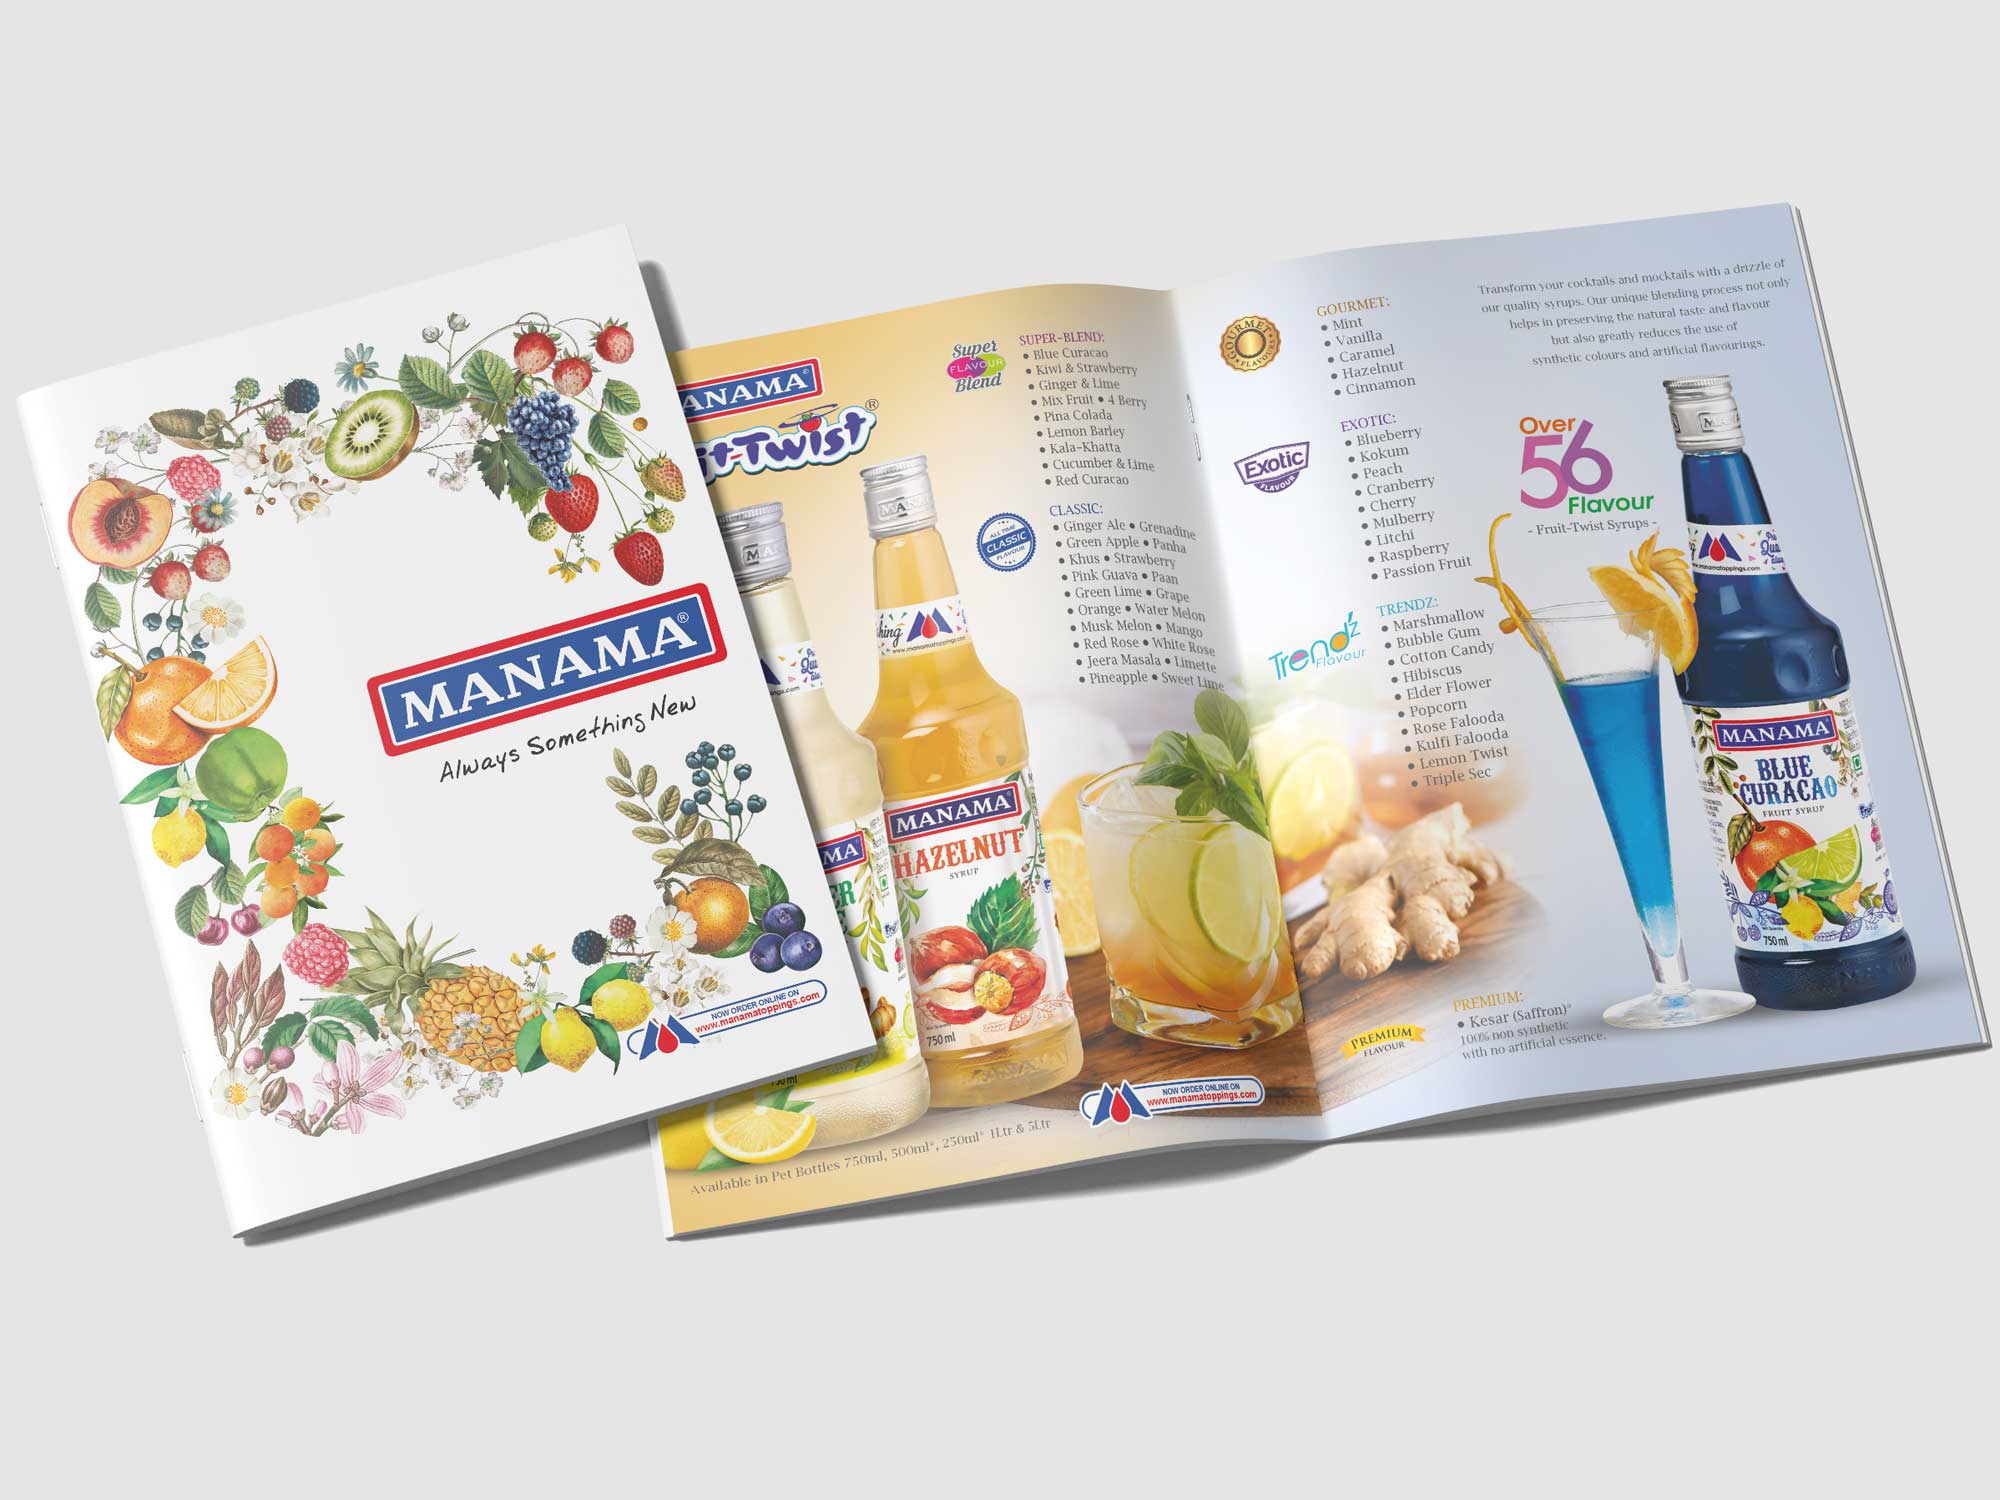 MANAMA®
Always Something New
NOW ORDER ONLINE ON
www.manamatoppings.com
ANAMA®
it-Twist®
Super
FLAVOUR
Blend
SUPER-BLEND:
• Blue Curacao
• Kiwi & Strawberry
• Ginger & Lime
• Mix Fruit • 4 Berry
• Pina Colada
• Lemon Barley
• Kala-Khatta
• Cucumber & Lime
• Red Curacao
ALL TIME
CLASSIC
FLAVOUR
CLASSIC:
• Ginger Ale • Grenadine
• Green Apple • Panha
• Khus • Strawberry
• Pink Guava • Paan
• Green Lime • Grape
• Orange • Water Melon
• Musk Melon • Mango
• Red Rose • White Rose
• Jeera Masala • Limette
• Pineapple • Sweet Lime
www.manamatoppings.com
MANAMA®
HAZELNUT
SYRUP
750 ml
MA
ER
750 ml
Available in Pet Bottles 750ml, 500ml*, 250ml* 1Ltr & 5Ltr
NOW ORDER ONLINE ON
www.manamatoppings.com
GOURMET
FLAVOURS
GOURMET:
• Mint
• Vanilla
• Caramel
• Hazelnut
• Cinnamon
Exotic
FLAVOUR
EXOTIC:
• Blueberry
• Kokum
• Peach
• Cranberry
• Cherry
• Mulberry
• Litchi
• Raspberry
• Passion Fruit
Trendz
Flavour
TRENDZ:
• Marshmallow
• Bubble Gum
• Cotton Candy
• Hibiscus
• Elder Flower
• Popcorn
• Rose Falooda
• Kulfi Falooda
• Lemon Twist
• Triple Sec
PREMIUM
FLAVOUR
PREMIUM:
• Kesar (Saffron)*
100% non synthetic
with no artificial essence.
Transform your cocktails and mocktails with a drizzle of
our quality syrups. Our unique blending process not only
helps in preserving the natural taste and flavour
but also greatly reduces the use of
synthetic colours and artificial flavourings.
Over
56
Flavour
- Fruit-Twist Syrups -
www.manamatoppings.com
MANAMA®
BLUE
CURACAO
FRUIT SYRUP
750 ml